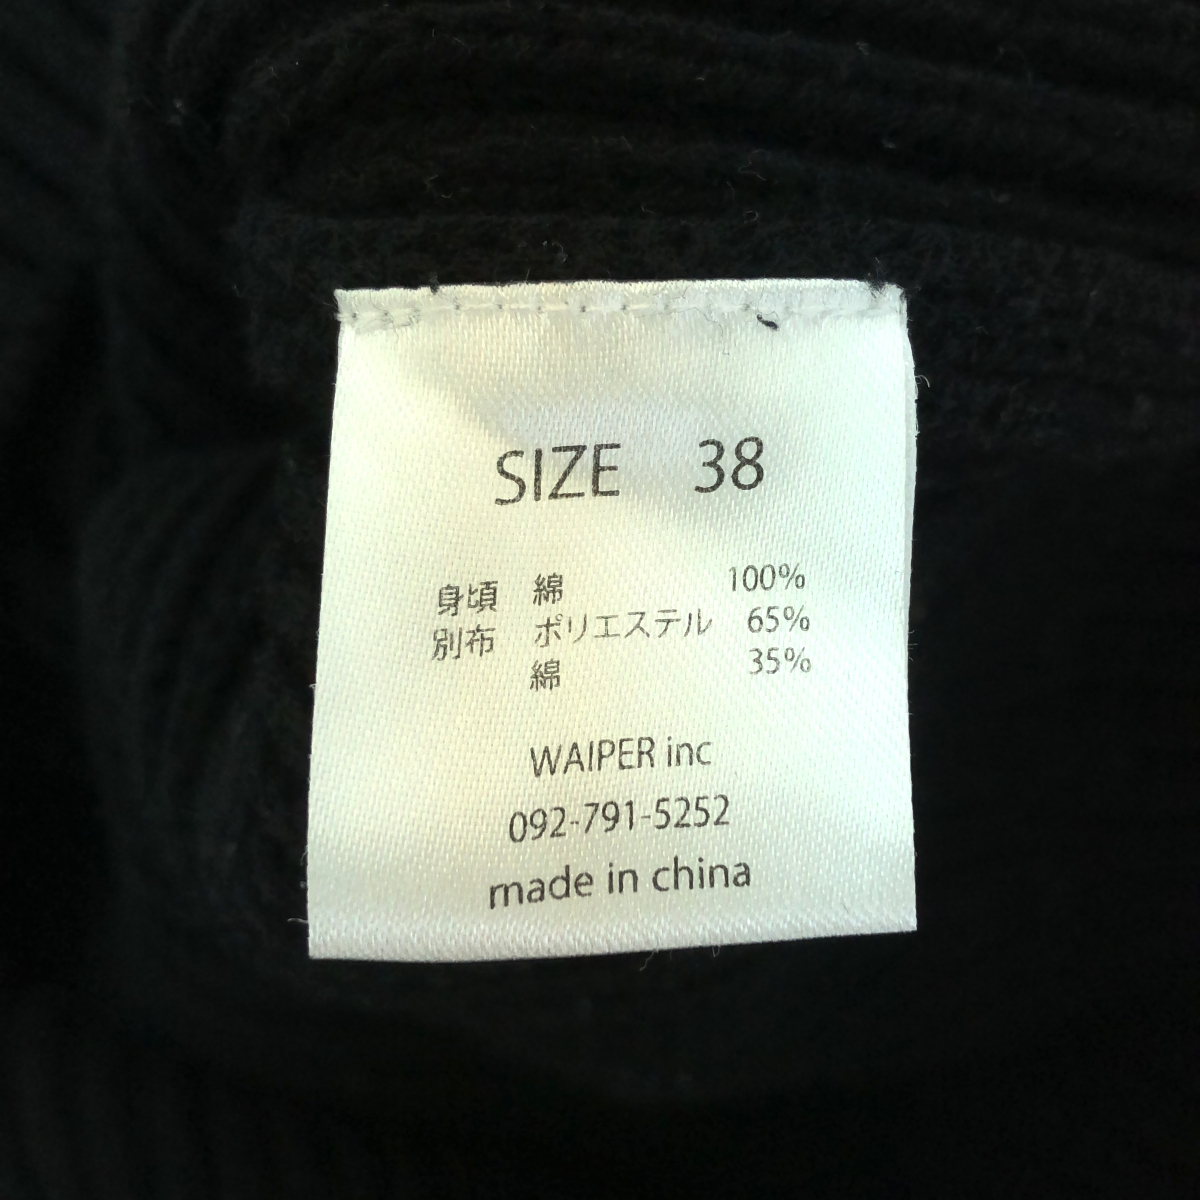 SIZE 38
身頃 綿 100%
別布 ポリエステル 65%
綿 35%
WAIPER inc
092-791-5252
made in china